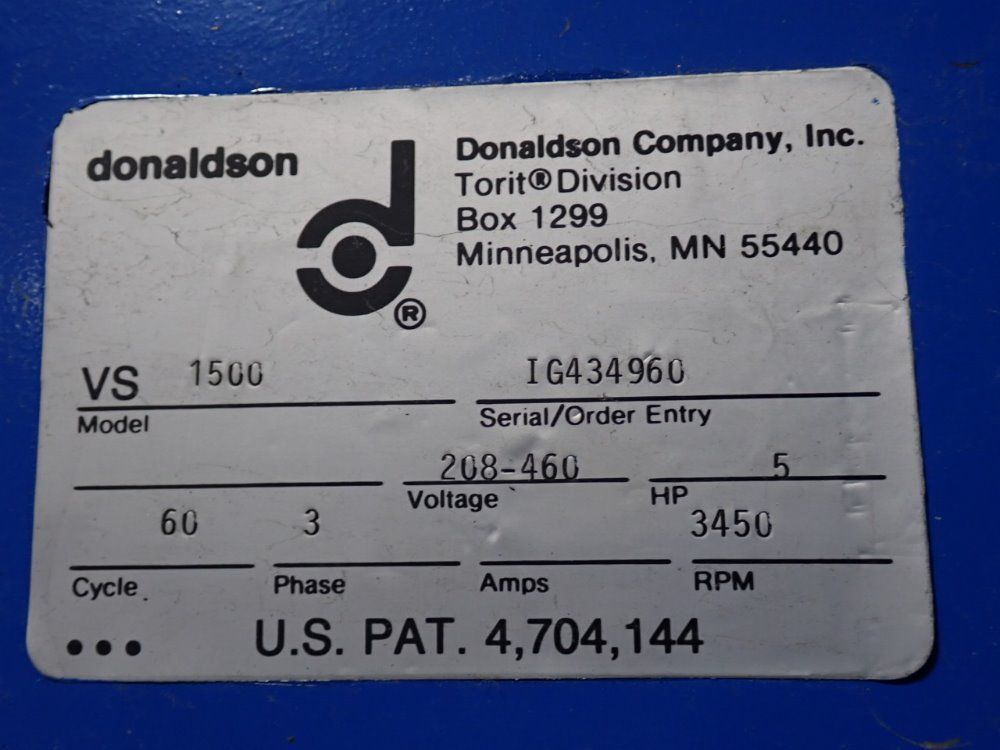 donaldson
Donaldson Company, Inc.
Torit® Division
Box 1299
Minneapolis, MN 55440
®
VS 1500
IG434960
Model
Serial/Order Entry
208-460
5
Voltage
HP
60
3
3450
Cycle
Phase
Amps
RPM
••• U.S. PAT. 4,704,144